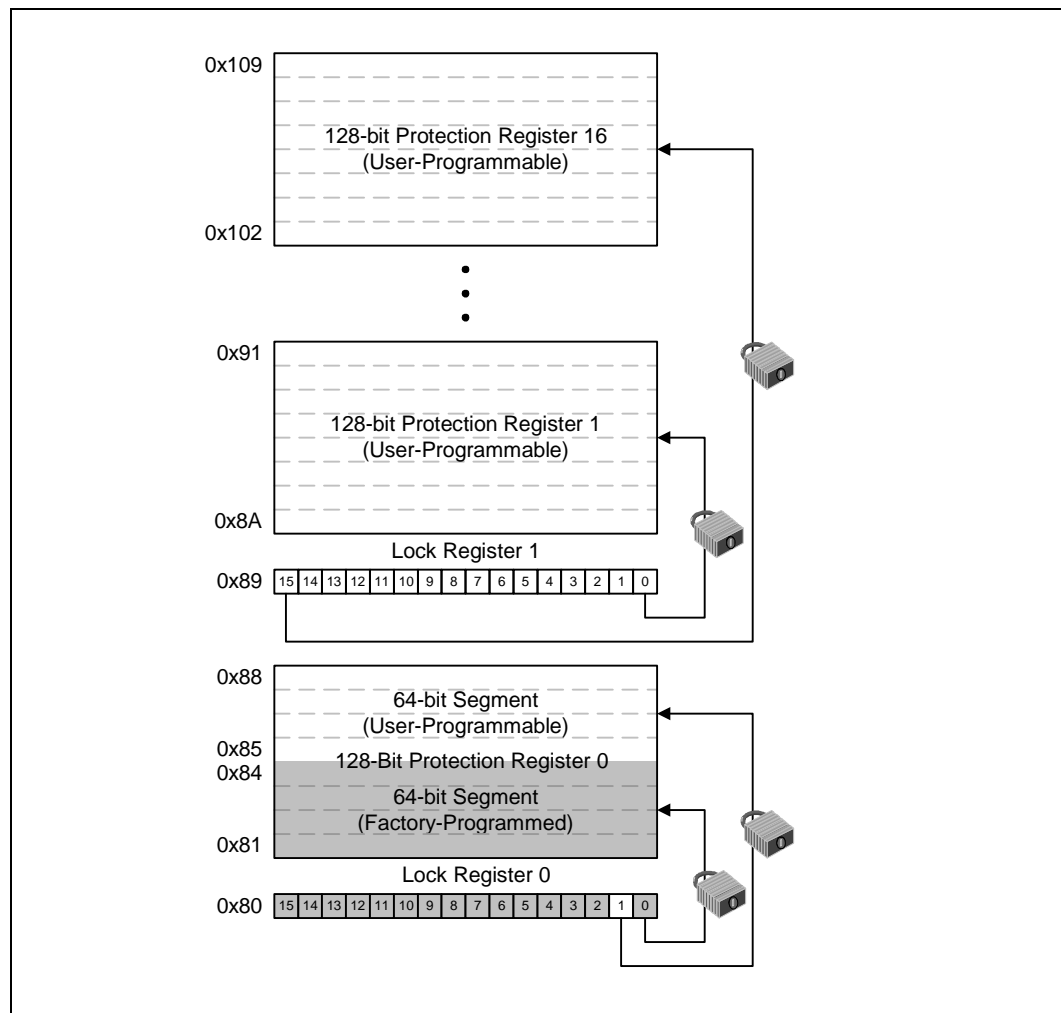 0x109
128-bit Protection Register 16
(User-Programmable)
0x102
0x91
128-bit Protection Register 1
(User-Programmable)
0x8A
Lock Register 1
0x89 15 14 13 12 11 10 9 8 7 6 5 4 3 2 1 0
0x88
64-bit Segment
(User-Programmable)
0x85
128-Bit Protection Register 0
0x84
64-bit Segment
(Factory-Programmed)
0x81
Lock Register 0
0x80 15 14 13 12 11 10 9 8 7 6 5 4 3 2 1 0